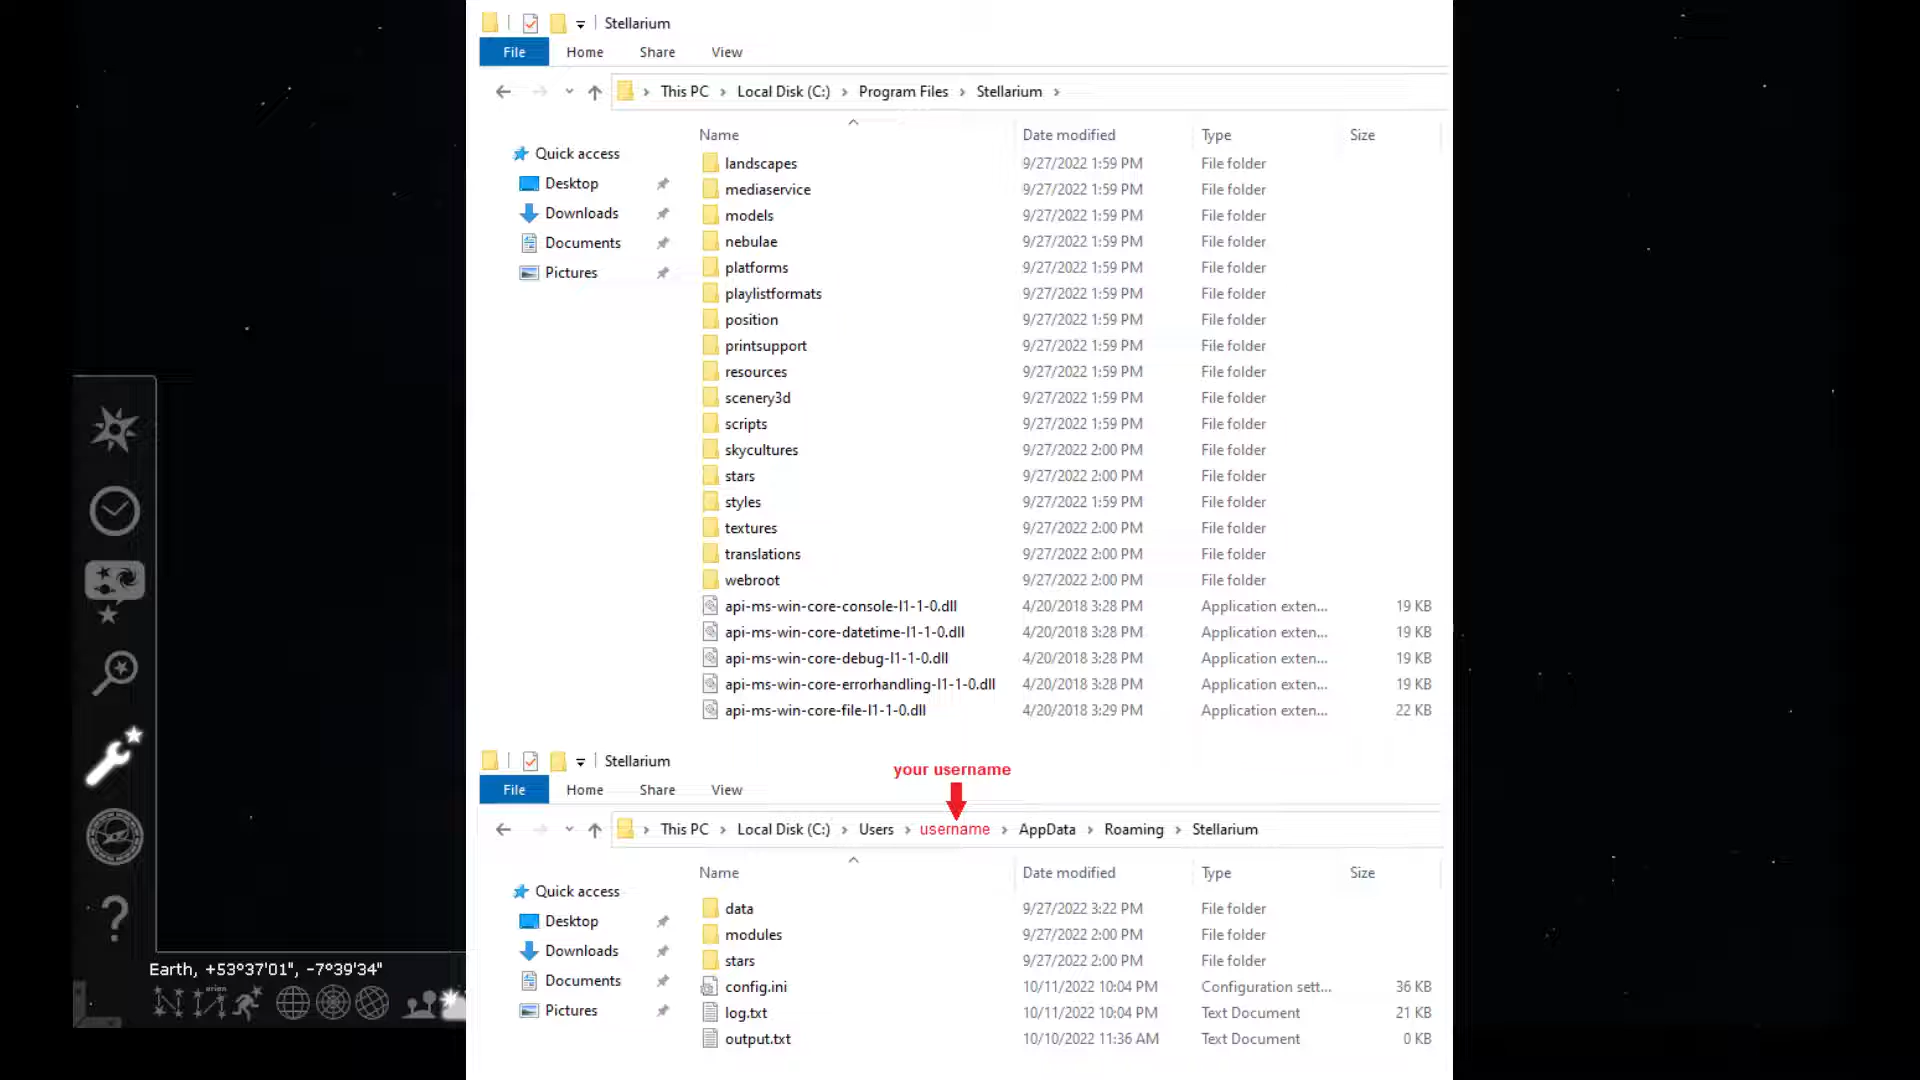 Stellarium
File Home Share View
This PC Local Disk (C:) Program Files Stellarium
Name Date modified Type Size
Quick access
Desktop
Downloads
Documents
Pictures
landscapes 9/27/2022 1:59 PM File folder
mediaservice 9/27/2022 1:59 PM File folder
models 9/27/2022 1:59 PM File folder
nebulae 9/27/2022 1:59 PM File folder
platforms 9/27/2022 1:59 PM File folder
playlistformats 9/27/2022 1:59 PM File folder
position 9/27/2022 1:59 PM File folder
printsupport 9/27/2022 1:59 PM File folder
resources 9/27/2022 1:59 PM File folder
scenery3d 9/27/2022 1:59 PM File folder
scripts 9/27/2022 1:59 PM File folder
skycultures 9/27/2022 2:00 PM File folder
stars 9/27/2022 2:00 PM File folder
styles 9/27/2022 1:59 PM File folder
textures 9/27/2022 2:00 PM File folder
translations 9/27/2022 2:00 PM File folder
webroot 9/27/2022 2:00 PM File folder
api-ms-win-core-console-l1-1-0.dll 4/20/2018 3:28 PM Application exten... 19 KB
api-ms-win-core-datetime-l1-1-0.dll 4/20/2018 3:28 PM Application exten... 19 KB
api-ms-win-core-debug-l1-1-0.dll 4/20/2018 3:28 PM Application exten... 19 KB
api-ms-win-core-errorhandling-l1-1-0.dll 4/20/2018 3:28 PM Application exten... 19 KB
api-ms-win-core-file-l1-1-0.dll 4/20/2018 3:29 PM Application exten... 22 KB
Stellarium
your username
File Home Share View
This PC Local Disk (C:) Users username AppData Roaming Stellarium
Name Date modified Type Size
Quick access
Desktop
Downloads
Documents
Pictures
data 9/27/2022 3:22 PM File folder
modules 9/27/2022 2:00 PM File folder
stars 9/27/2022 2:00 PM File folder
config.ini 10/11/2022 10:04 PM Configuration sett... 36 KB
log.txt 10/11/2022 10:04 PM Text Document 21 KB
output.txt 10/10/2022 11:36 AM Text Document 0 KB
Earth, +53°37'01", -7°39'34"